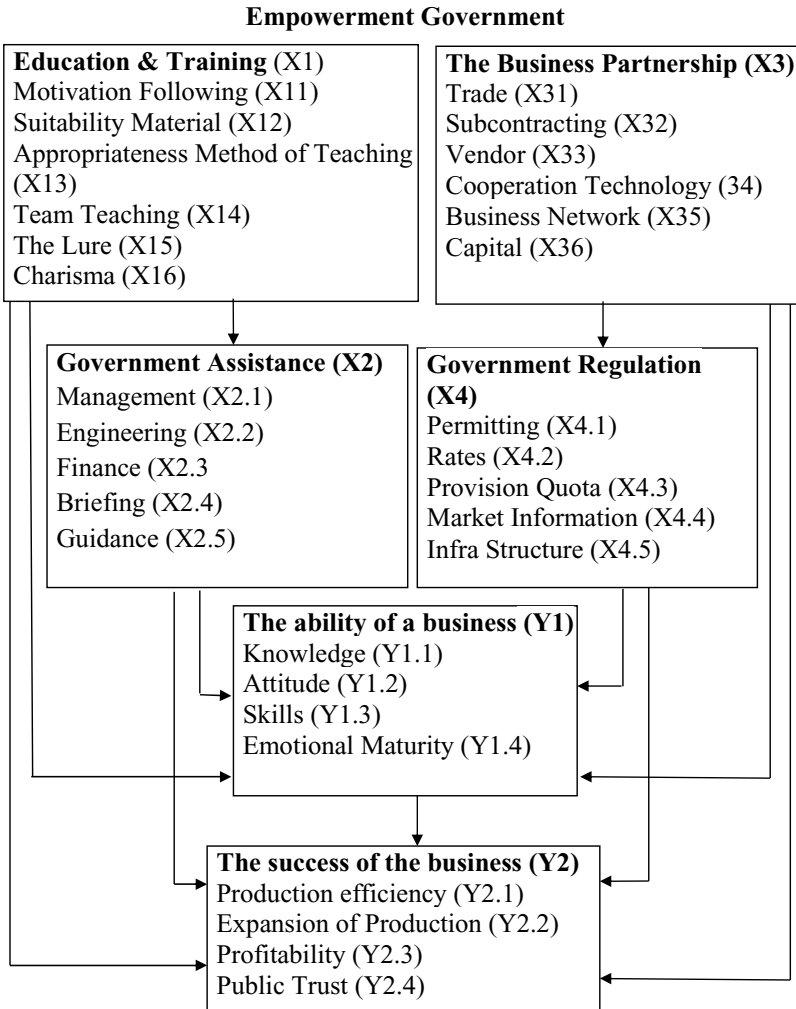 Empowerment Government
Education & Training (X1)
Motivation Following (X11)
Suitability Material (X12)
Appropriateness Method of Teaching
(X13)
Team Teaching (X14)
The Lure (X15)
Charisma (X16)
The Business Partnership (X3)
Trade (X31)
Subcontracting (X32)
Vendor (X33)
Cooperation Technology (34)
Business Network (X35)
Capital (X36)
Government Assistance (X2)
Management (X2.1)
Engineering (X2.2)
Finance (X2.3
Briefing (X2.4)
Guidance (X2.5)
Government Regulation
(X4)
Permitting (X4.1)
Rates (X4.2)
Provision Quota (X4.3)
Market Information (X4.4)
Infra Structure (X4.5)
The ability of a business (Y1)
Knowledge (Y1.1)
Attitude (Y1.2)
Skills (Y1.3)
Emotional Maturity (Y1.4)
The success of the business (Y2)
Production efficiency (Y2.1)
Expansion of Production (Y2.2)
Profitability (Y2.3)
Public Trust (Y2.4)